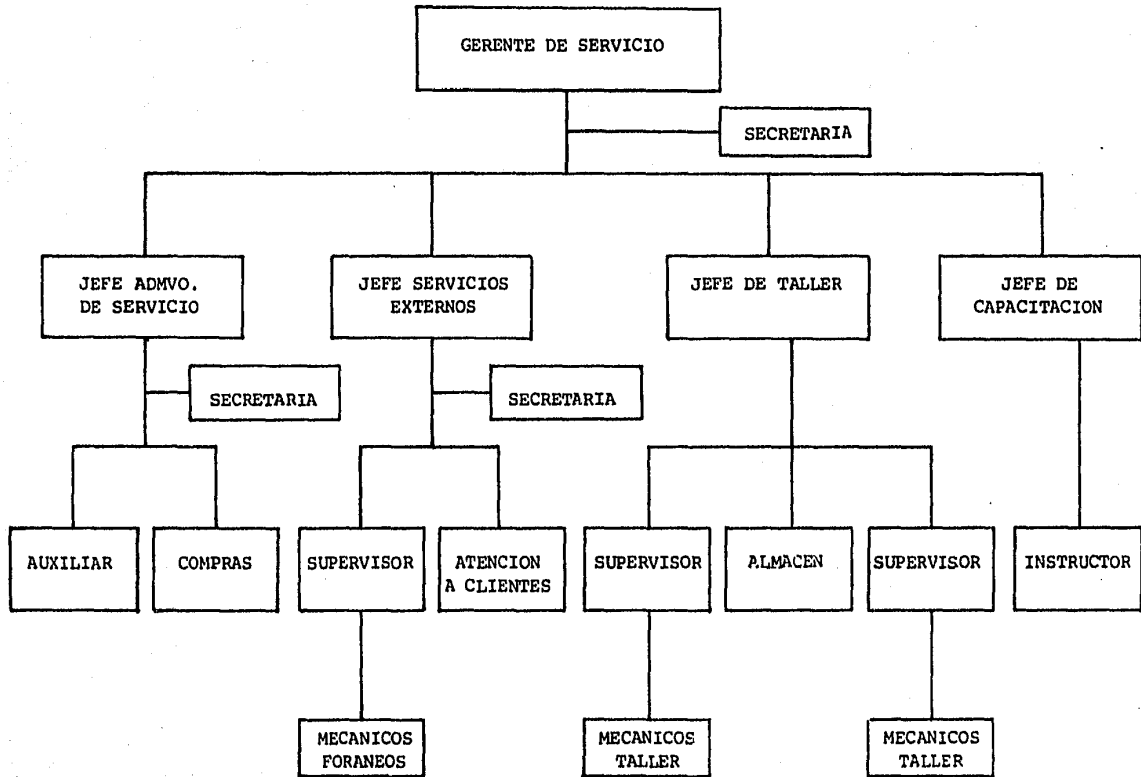 GERENTE DE SERVICIO
SECRETARIA
JEFE ADMVO.
DE SERVICIO
JEFE SERVICIOS
EXTERNOS
JEFE DE TALLER
JEFE DE
CAPACITACION
SECRETARIA
SECRETARIA
AUXILIAR
COMPRAS
SUPERVISOR
ATENCION
A CLIENTES
SUPERVISOR
ALMACEN
SUPERVISOR
INSTRUCTOR
MECANICOS
FORANEOS
MECANICOS
TALLER
MECANICOS
TALLER